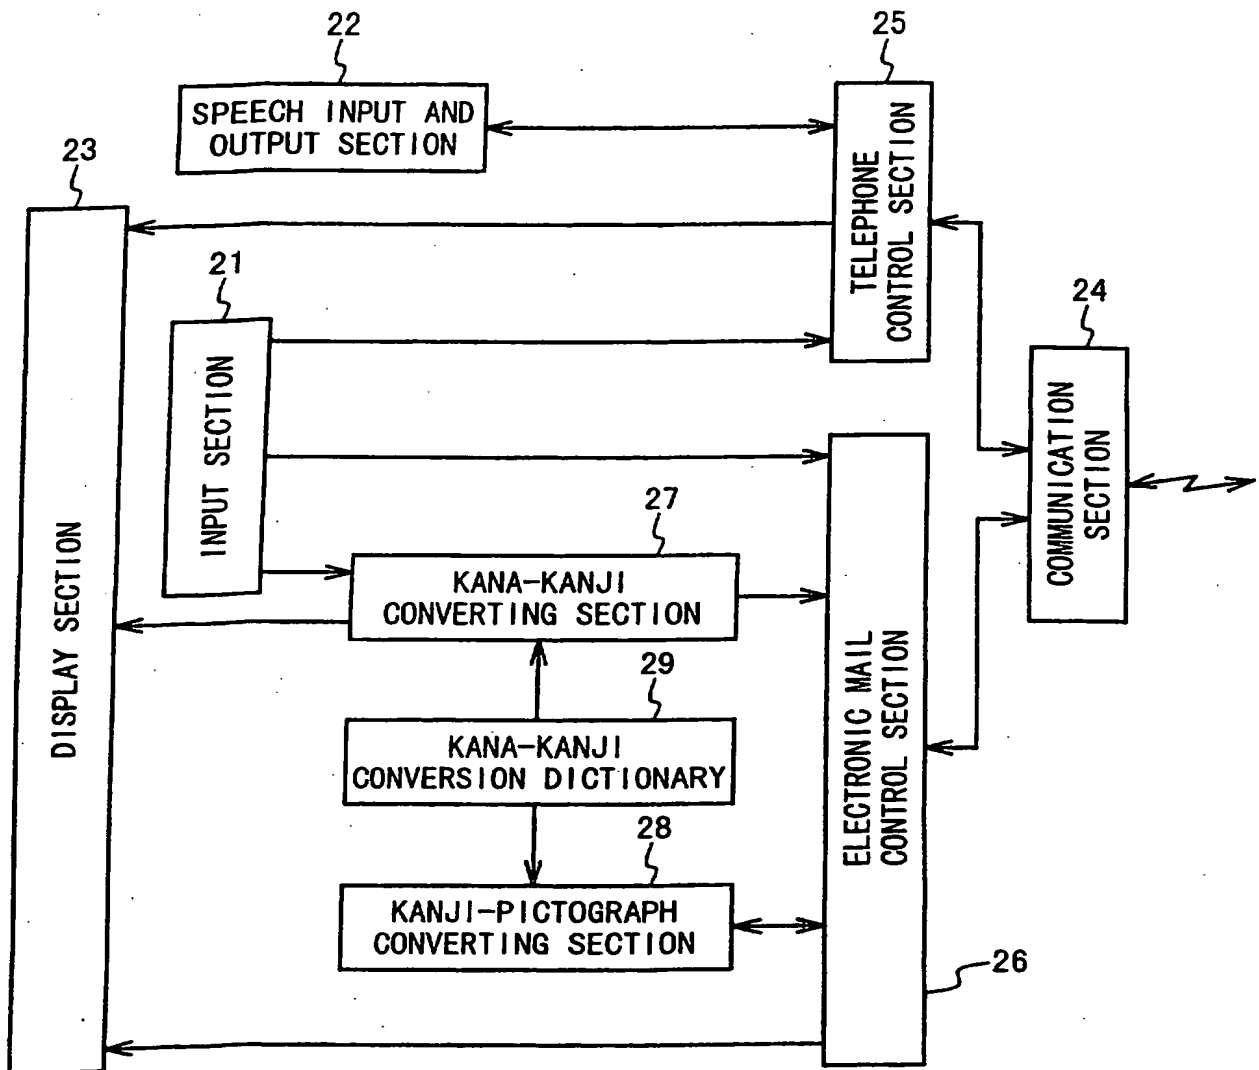 22
SPEECH INPUT AND
OUTPUT SECTION
25
TELEPHONE
CONTROL SECTION
23
DISPLAY SECTION
21
INPUT SECTION
24
COMMUNICATION
SECTION
27
KANA-KANJI
CONVERTING SECTION
29
KANA-KANJI
CONVERSION DICTIONARY
28
KANJI-PICTOGRAPH
CONVERTING SECTION
ELECTRONIC MAIL
CONTROL SECTION
26